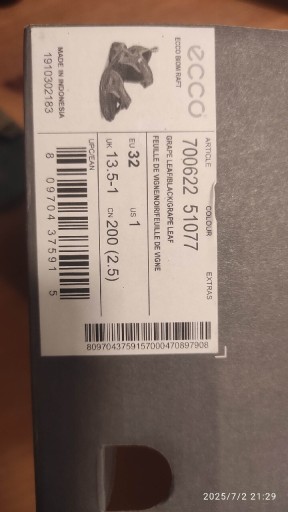 ecco
ECCO BIOM RAFT
MADE IN INDONESIA
1910302183
ARTICLE COLOUR EXTRAS
700622 51077
GRAPE LEAF/BLACK/GRAPE LEAF
FEUILLE DE VIGNE/NOIR/FEUILLE DE VIGNE
EU 32 US 1
UK 13.5-1 CN 200 (2.5)
UPC/EAN
8 09704 37591 5
8097043759157000470897908
2025/7/2 21:29